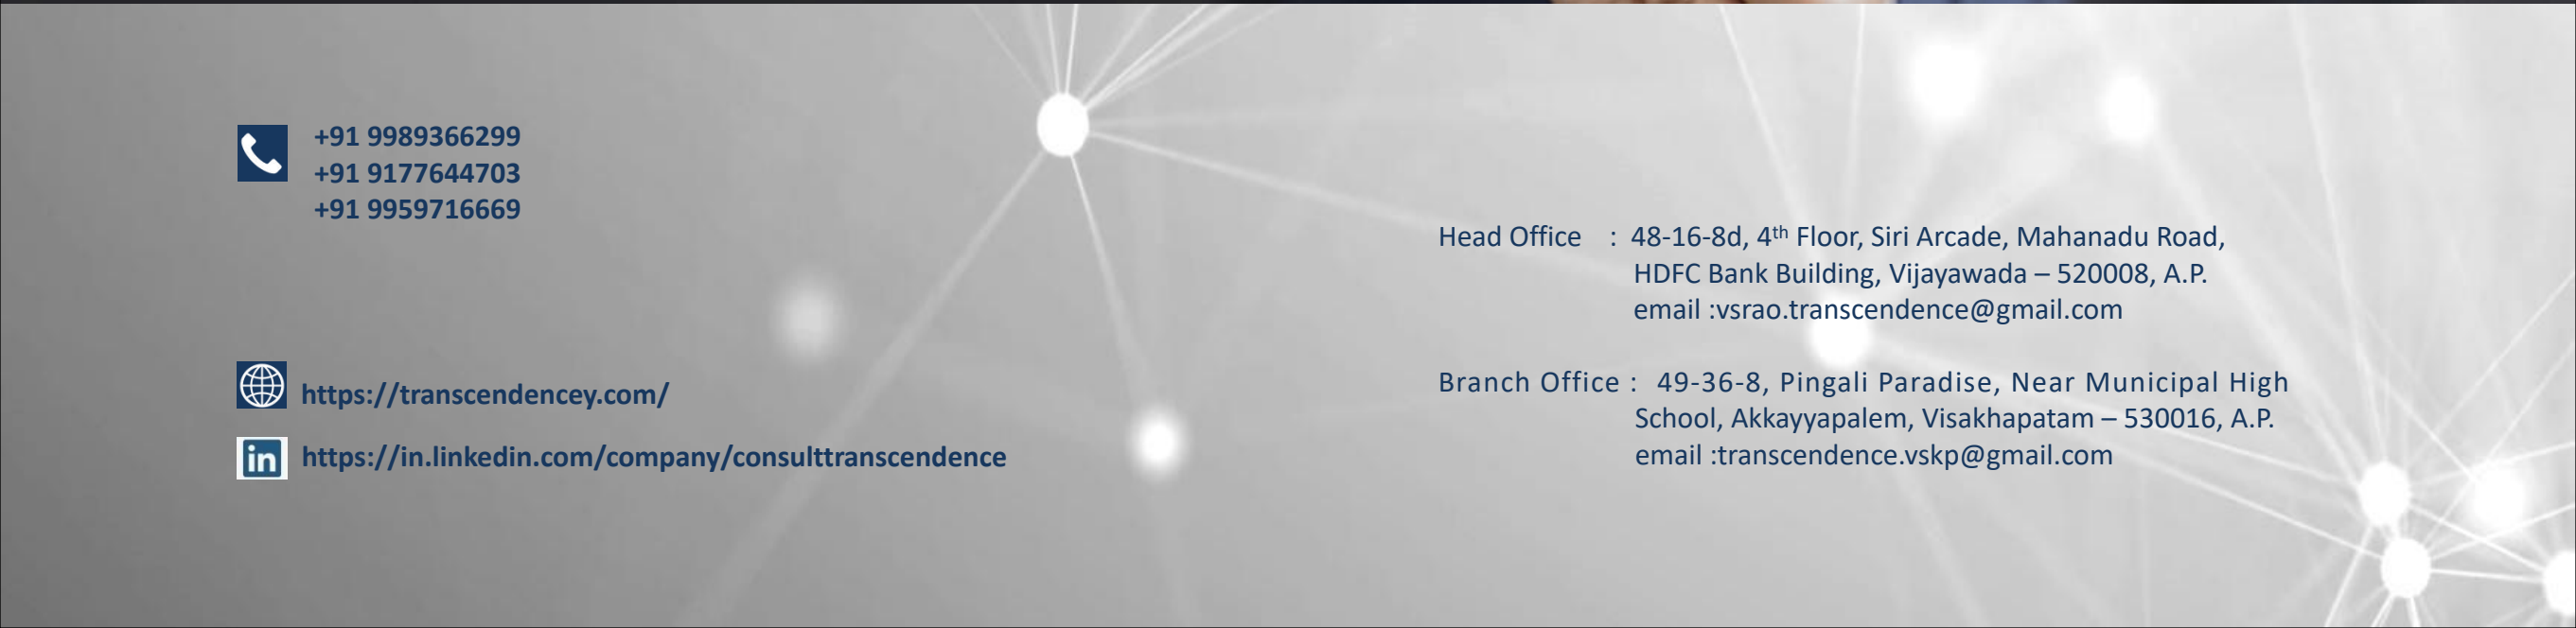 +91 9989366299
+91 9177644703
+91 9959716669
https://transcendencey.com/
in https://in.linkedin.com/company/consulttranscendence
Head Office : 48-16-8d, 4th Floor, Siri Arcade, Mahanadu Road,
HDFC Bank Building, Vijayawada – 520008, A.P.
email :vsrao.transcendence@gmail.com
Branch Office : 49-36-8, Pingali Paradise, Near Municipal High
School, Akkayyapalem, Visakhapatam – 530016, A.P.
email :transcendence.vskp@gmail.com